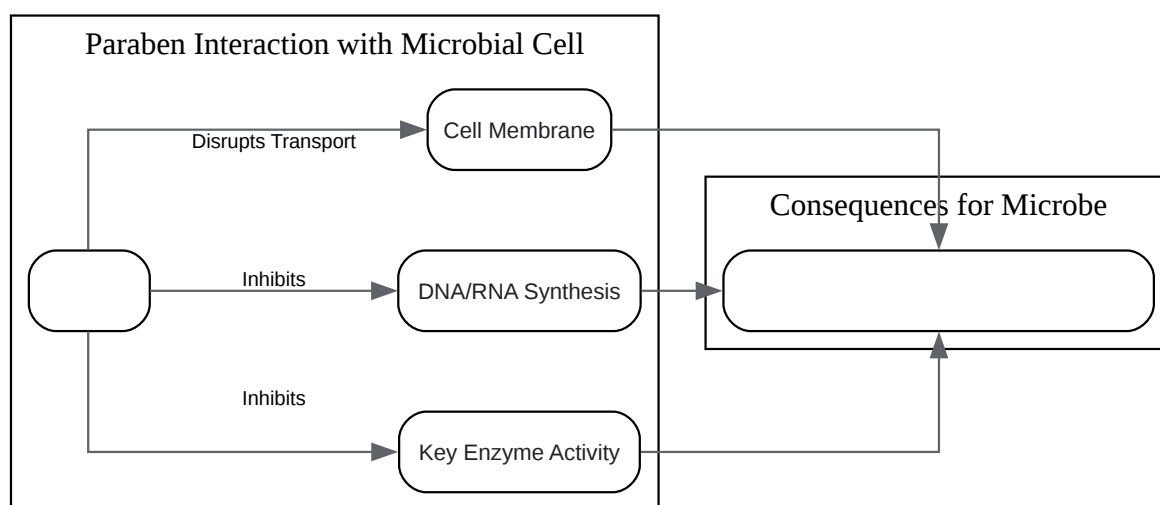 Paraben Interaction with Microbial Cell
Cell Membrane
Disrupts Transport
Consequences for Microbe
Inhibits
DNA/RNA Synthesis
Inhibits
Key Enzyme Activity